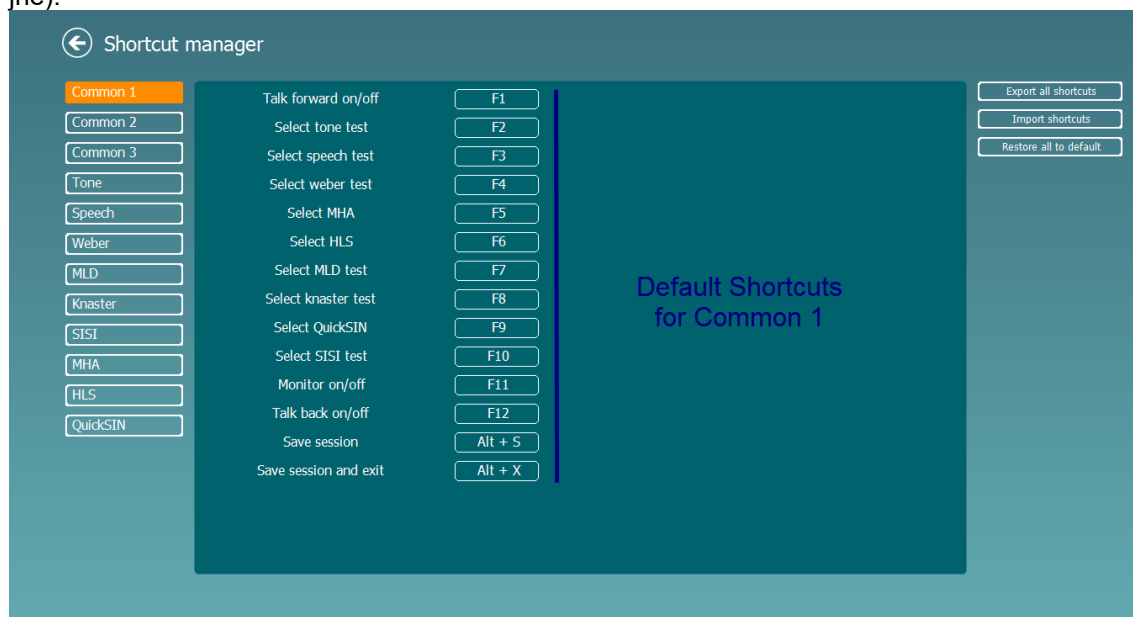 jne).
Shortcut manager
Common 1
Common 2
Common 3
Tone
Speech
Weber
MLD
Knaster
SISI
MHA
HLS
QuickSIN
Talk forward on/off F1
Select tone test F2
Select speech test F3
Select weber test F4
Select MHA F5
Select HLS F6
Select MLD test F7
Select knaster test F8
Select QuickSIN F9
Select SISI test F10
Monitor on/off F11
Talk back on/off F12
Save session Alt + S
Save session and exit Alt + X
Default Shortcuts
for Common 1
Export all shortcuts
Import shortcuts
Restore all to default